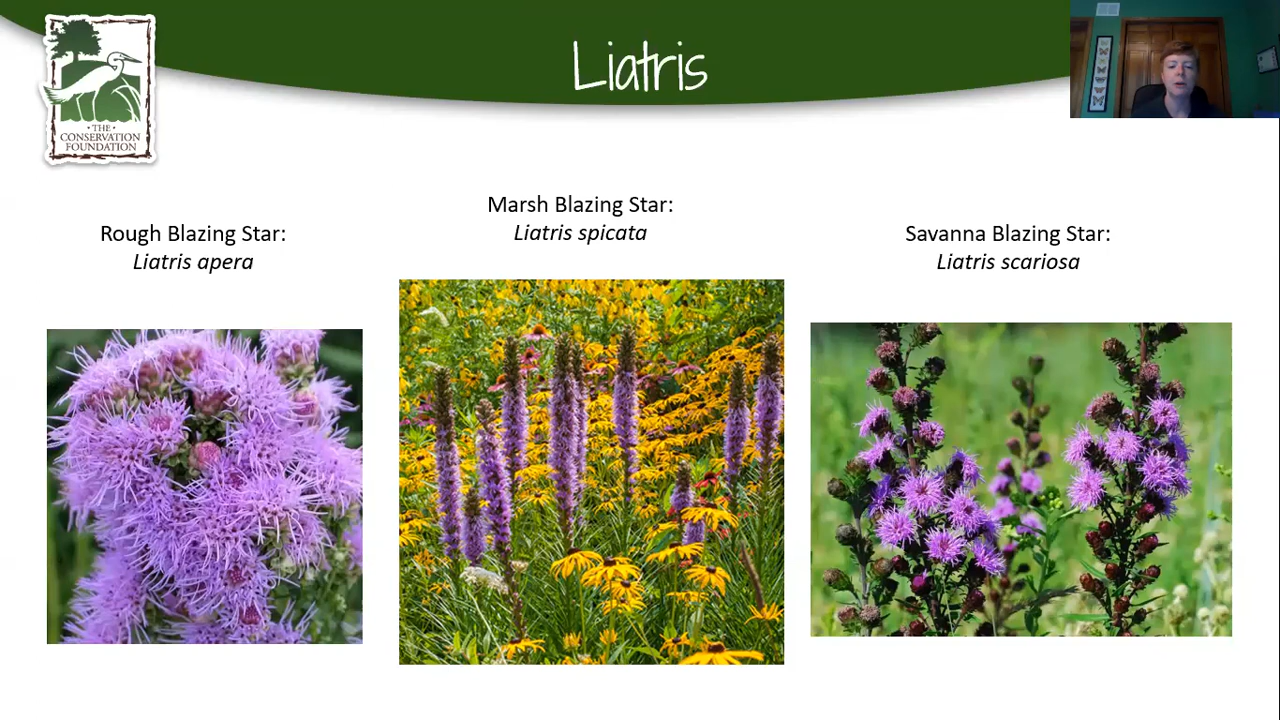 Liatris
· THE ·
CONSERVATION
FOUNDATION
Marsh Blazing Star:
Liatris spicata
Rough Blazing Star:
Liatris apera
Savanna Blazing Star:
Liatris scariosa